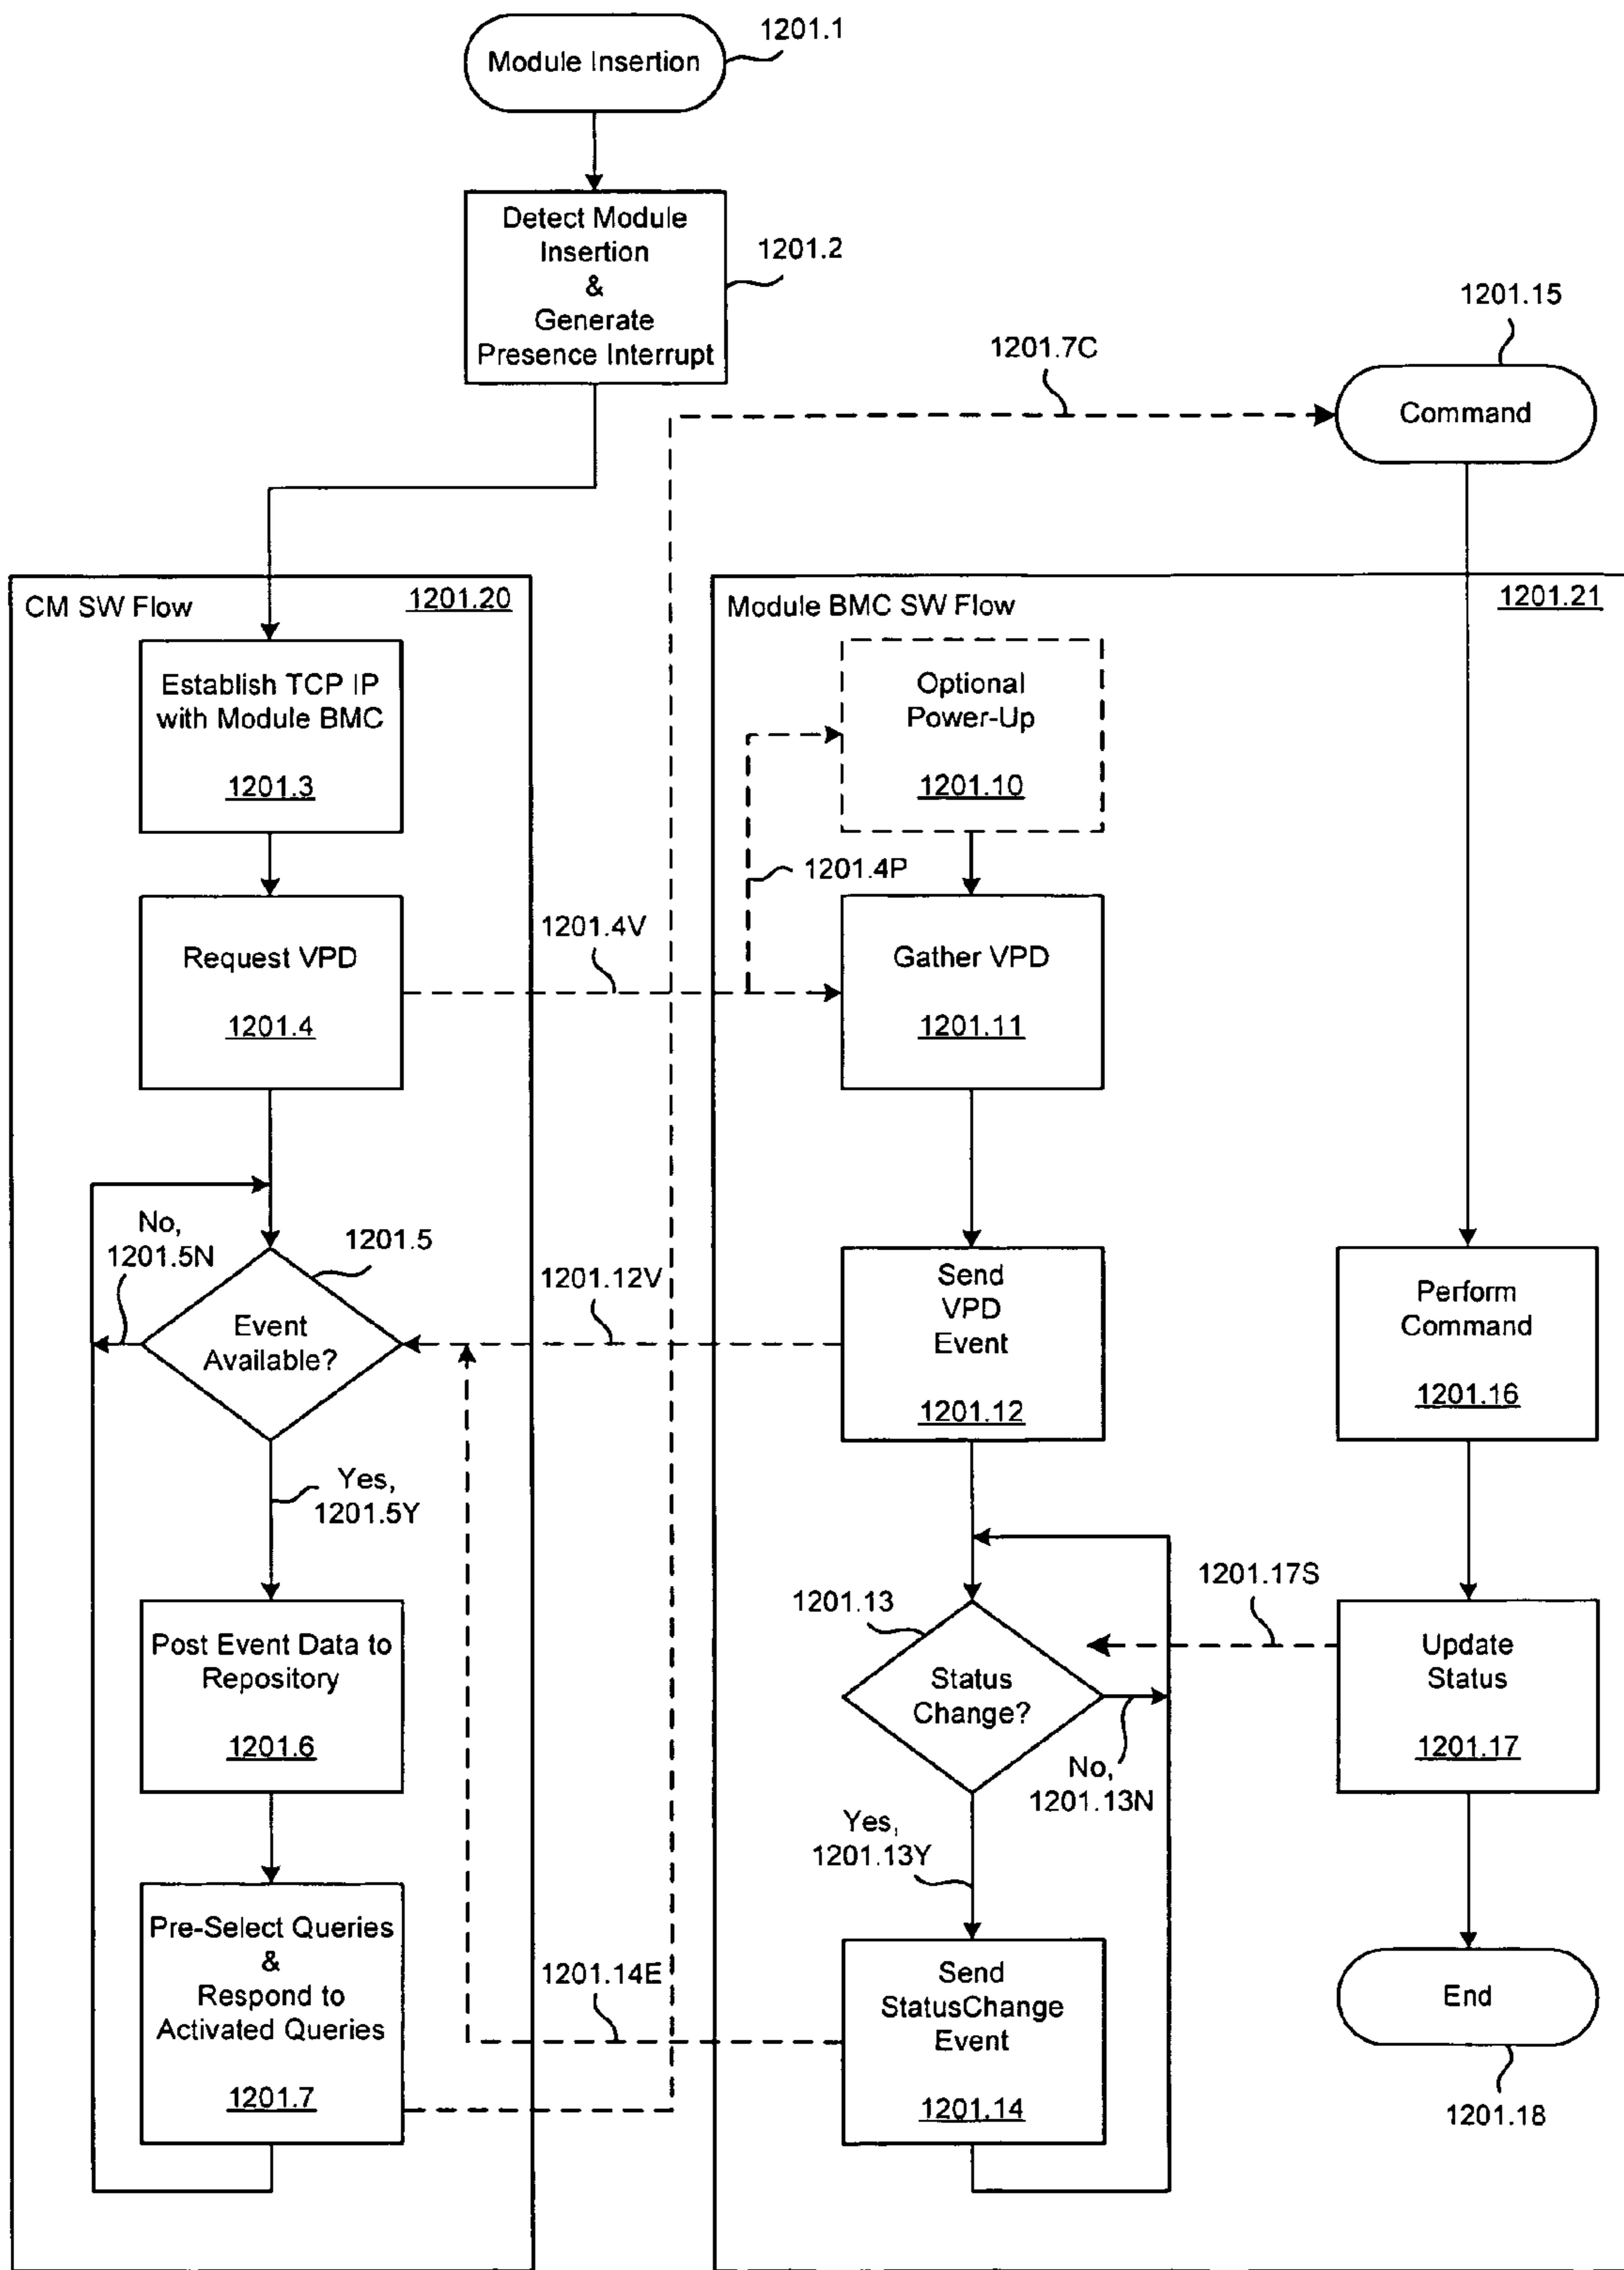 1201.1
Module Insertion
Detect Module
Insertion
&
Generate
Presence Interrupt
1201.2
1201.15
1201.7C
Command
CM SW Flow
1201.20
Module BMC SW Flow
1201.21
Establish TCP IP
with Module BMC
1201.3
Optional
Power-Up
1201.10
1201.4P
Request VPD
1201.4
1201.4V
Gather VPD
1201.11
No,
1201.5N
1201.5
Event
Available?
1201.12V
Send
VPD
Event
1201.12
Perform
Command
1201.16
Yes,
1201.5Y
Post Event Data to
Repository
1201.6
1201.13
Status
Change?
1201.17S
Update
Status
1201.17
No,
1201.13N
Yes,
1201.13Y
Pre-Select Queries
&
Respond to
Activated Queries
1201.7
1201.14E
Send
StatusChange
Event
1201.14
End
1201.18